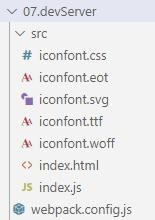 07.devServer
src
iconfont.css
iconfont.eot
iconfont.svg
iconfont.ttf
iconfont.woff
index.html
JS index.js
webpack.config.js